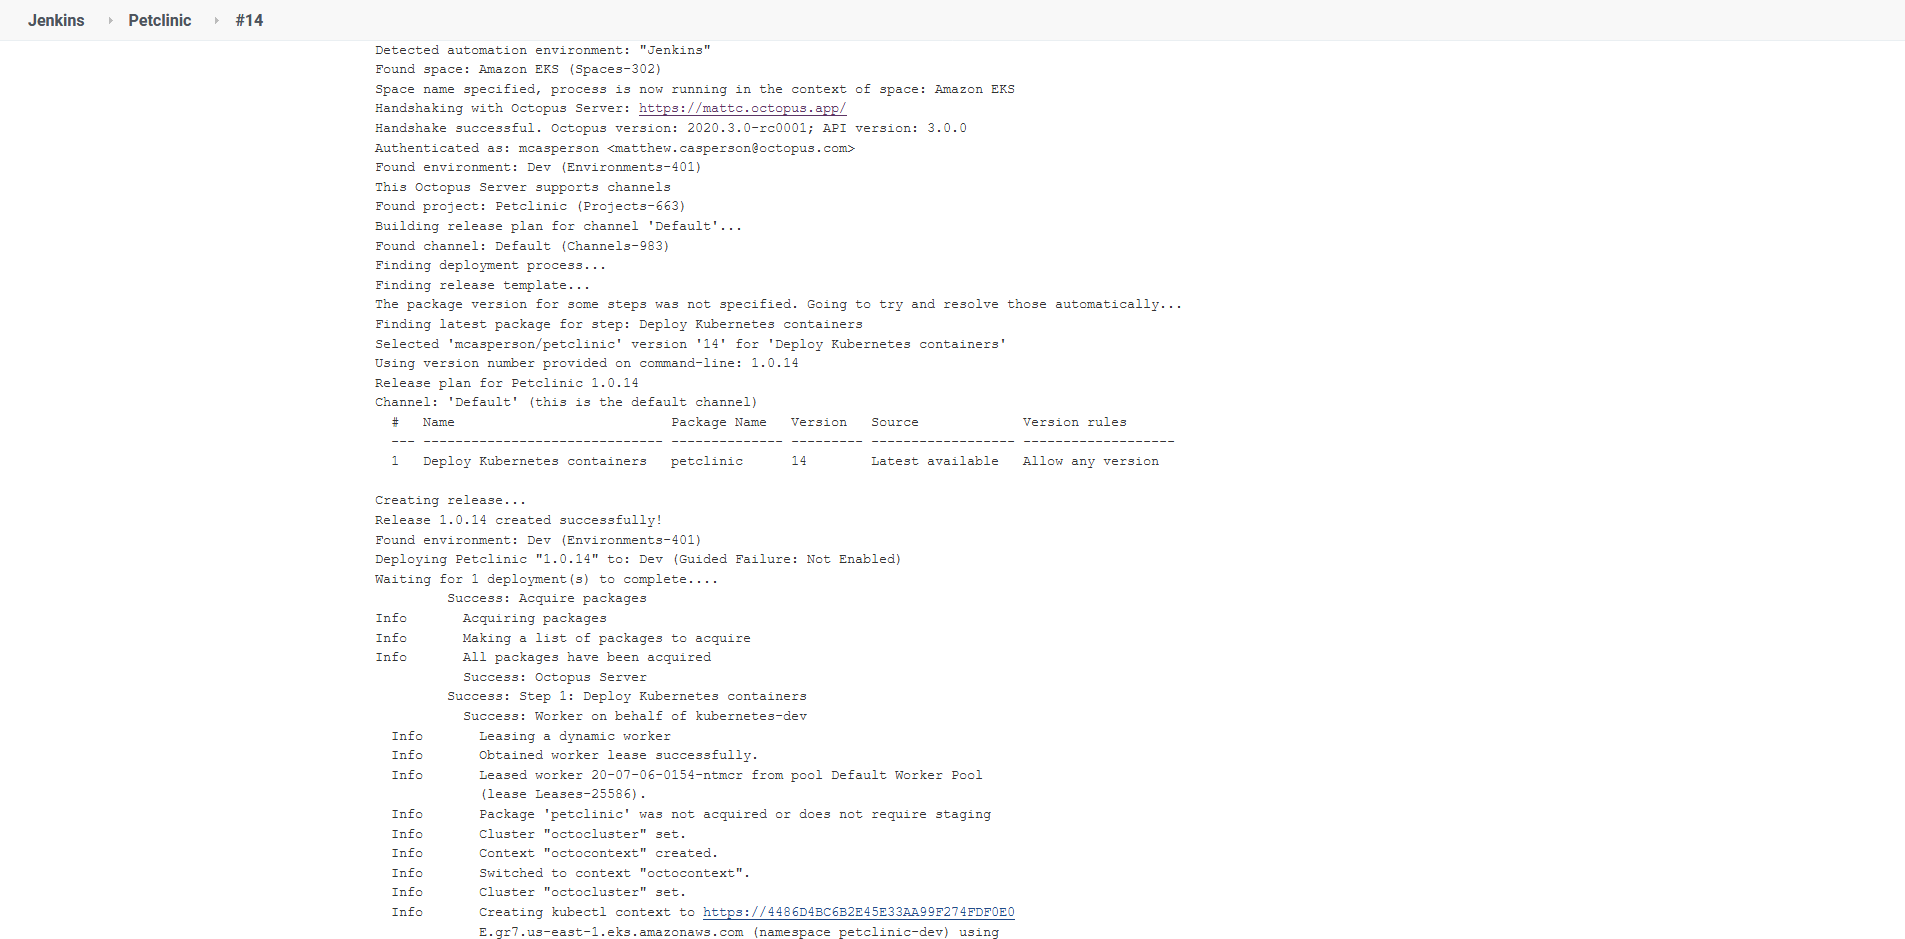 Jenkins Petclinic #14
Detected automation environment: "Jenkins"
Found space: Amazon EKS (Spaces-302)
Space name specified, process is now running in the context of space: Amazon EKS
Handshaking with Octopus Server: https://mattc.octopus.app/
Handshake successful. Octopus version: 2020.3.0-rc0001; API version: 3.0.0
Authenticated as: mcasperson <matthew.casperson@octopus.com>
Found environment: Dev (Environments-401)
This Octopus Server supports channels
Found project: Petclinic (Projects-663)
Building release plan for channel 'Default'...
Found channel: Default (Channels-983)
Finding deployment process...
Finding release template...
The package version for some steps was not specified. Going to try and resolve those automatically...
Finding latest package for step: Deploy Kubernetes containers
Selected 'mcasperson/petclinic' version '14' for 'Deploy Kubernetes containers'
Using version number provided on command-line: 1.0.14
Release plan for Petclinic 1.0.14
Channel: 'Default' (this is the default channel)
# Name Package Name Version Source Version rules
--- ------------------------------ -------------- --------- ------------------ -------------------
1 Deploy Kubernetes containers petclinic 14 Latest available Allow any version
Creating release...
Release 1.0.14 created successfully!
Found environment: Dev (Environments-401)
Deploying Petclinic "1.0.14" to: Dev (Guided Failure: Not Enabled)
Waiting for 1 deployment(s) to complete....
Success: Acquire packages
Info Acquiring packages
Info Making a list of packages to acquire
Info All packages have been acquired
Success: Octopus Server
Success: Step 1: Deploy Kubernetes containers
Success: Worker on behalf of kubernetes-dev
Info Leasing a dynamic worker
Info Obtained worker lease successfully.
Info Leased worker 20-07-06-0154-ntmcr from pool Default Worker Pool
(lease Leases-25586).
Info Package 'petclinic' was not acquired or does not require staging
Info Cluster "octocluster" set.
Info Context "octocontext" created.
Info Switched to context "octocontext".
Info Cluster "octocluster" set.
Info Creating kubectl context to https://4486D4BC6B2E45E33AA99F274FDF0E0
E.gr7.us-east-1.eks.amazonaws.com (namespace petclinic-dev) using